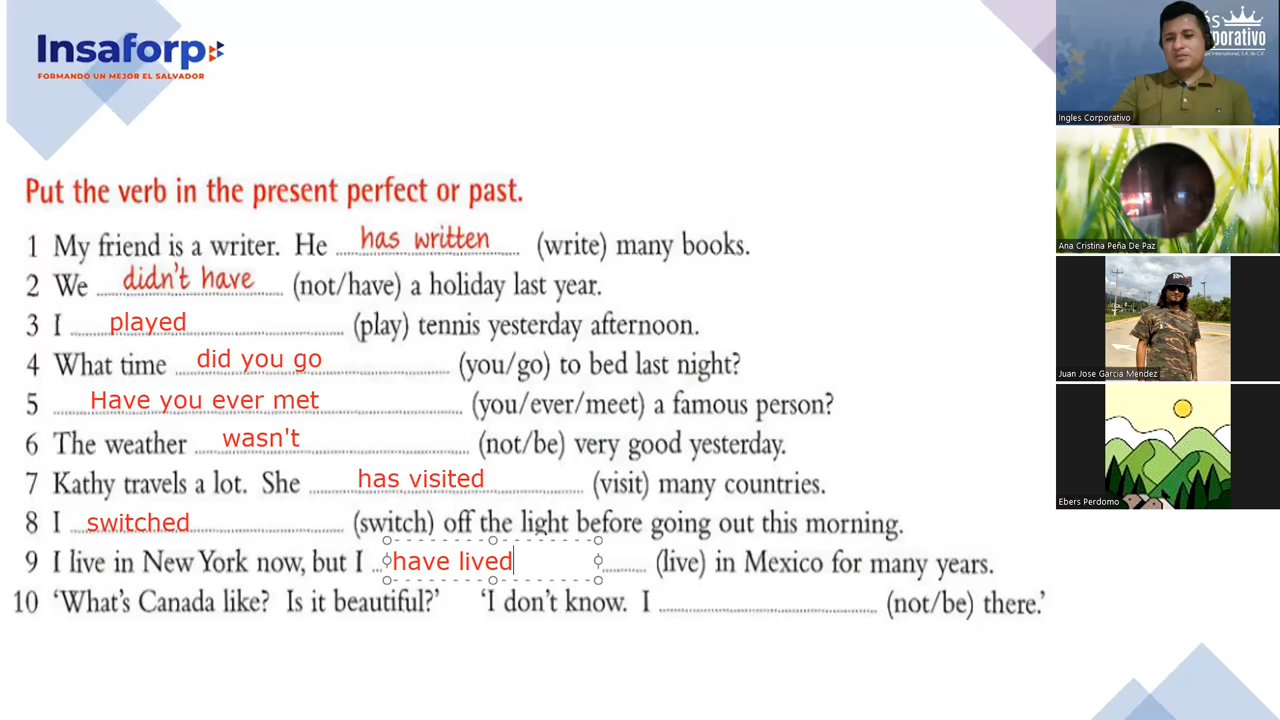 Insaforp
FORMANDO UN MEJOR EL SALVADOR
Put the verb in the present perfect or past.
1 My friend is a writer. He has written (write) many books.
2 We didn't have (not/have) a holiday last year.
3 I played (play) tennis yesterday afternoon.
4 What time did you go (you/go) to bed last night?
5 Have you ever met (you/ever/meet) a famous person?
6 The weather wasn't (not/be) very good yesterday.
7 Kathy travels a lot. She has visited (visit) many countries.
8 I switched (switch) off the light before going out this morning.
9 I live in New York now, but I have lived (live) in Mexico for many years.
10 ‘What's Canada like? Is it beautiful?’ ‘I don't know. I (not/be) there.’
Ingles Corporativo
Ana Cristina Peña De Paz
Juan Jose Garcia Mendez
Ebers Perdomo